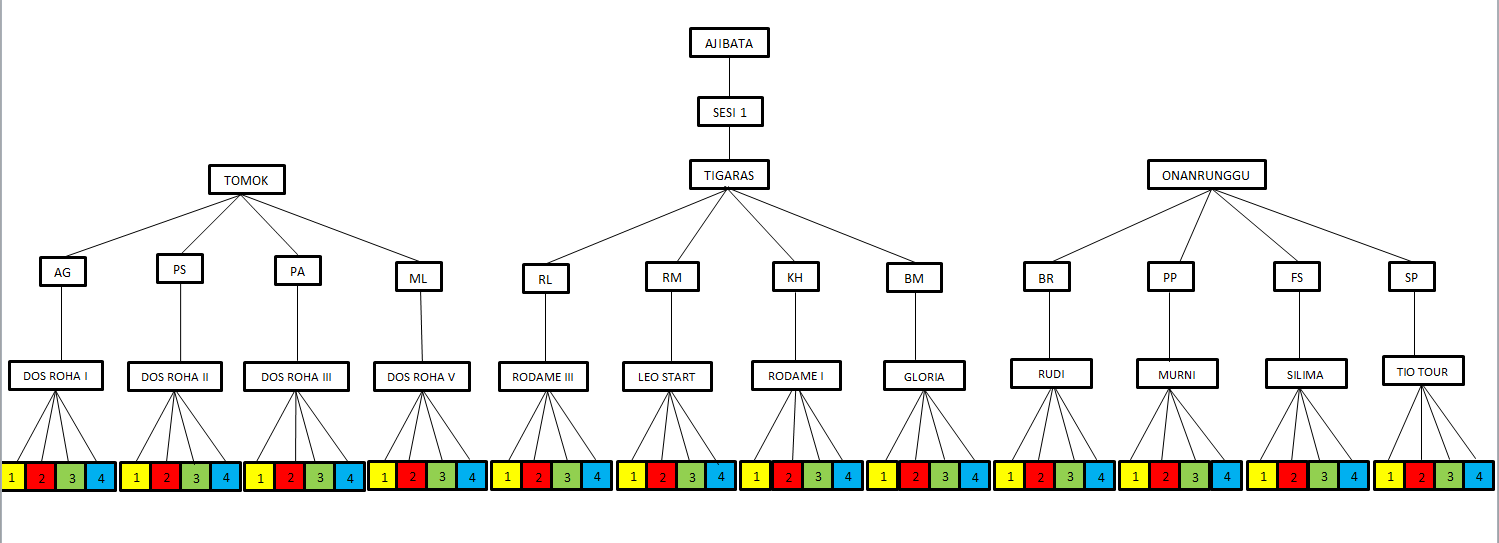 AJIBATA
SESI 1
TOMOK
TIGARAS
ONANRUNGGU
AG
PS
PA
ML
RL
RM
KH
BM
BR
PP
FS
SP
DOS ROHA I
DOS ROHA II
DOS ROHA III
DOS ROHA V
RODAME III
LEO START
RODAME I
GLORIA
RUDI
MURNI
SILIMA
TIO TOUR
1 2 3 4
1 2 3 4
1 2 3 4
1 2 3 4
1 2 3 4
1 2 3 4
1 2 3 4
1 2 3 4
1 2 3 4
1 2 3 4
1 2 3 4
1 2 3 4